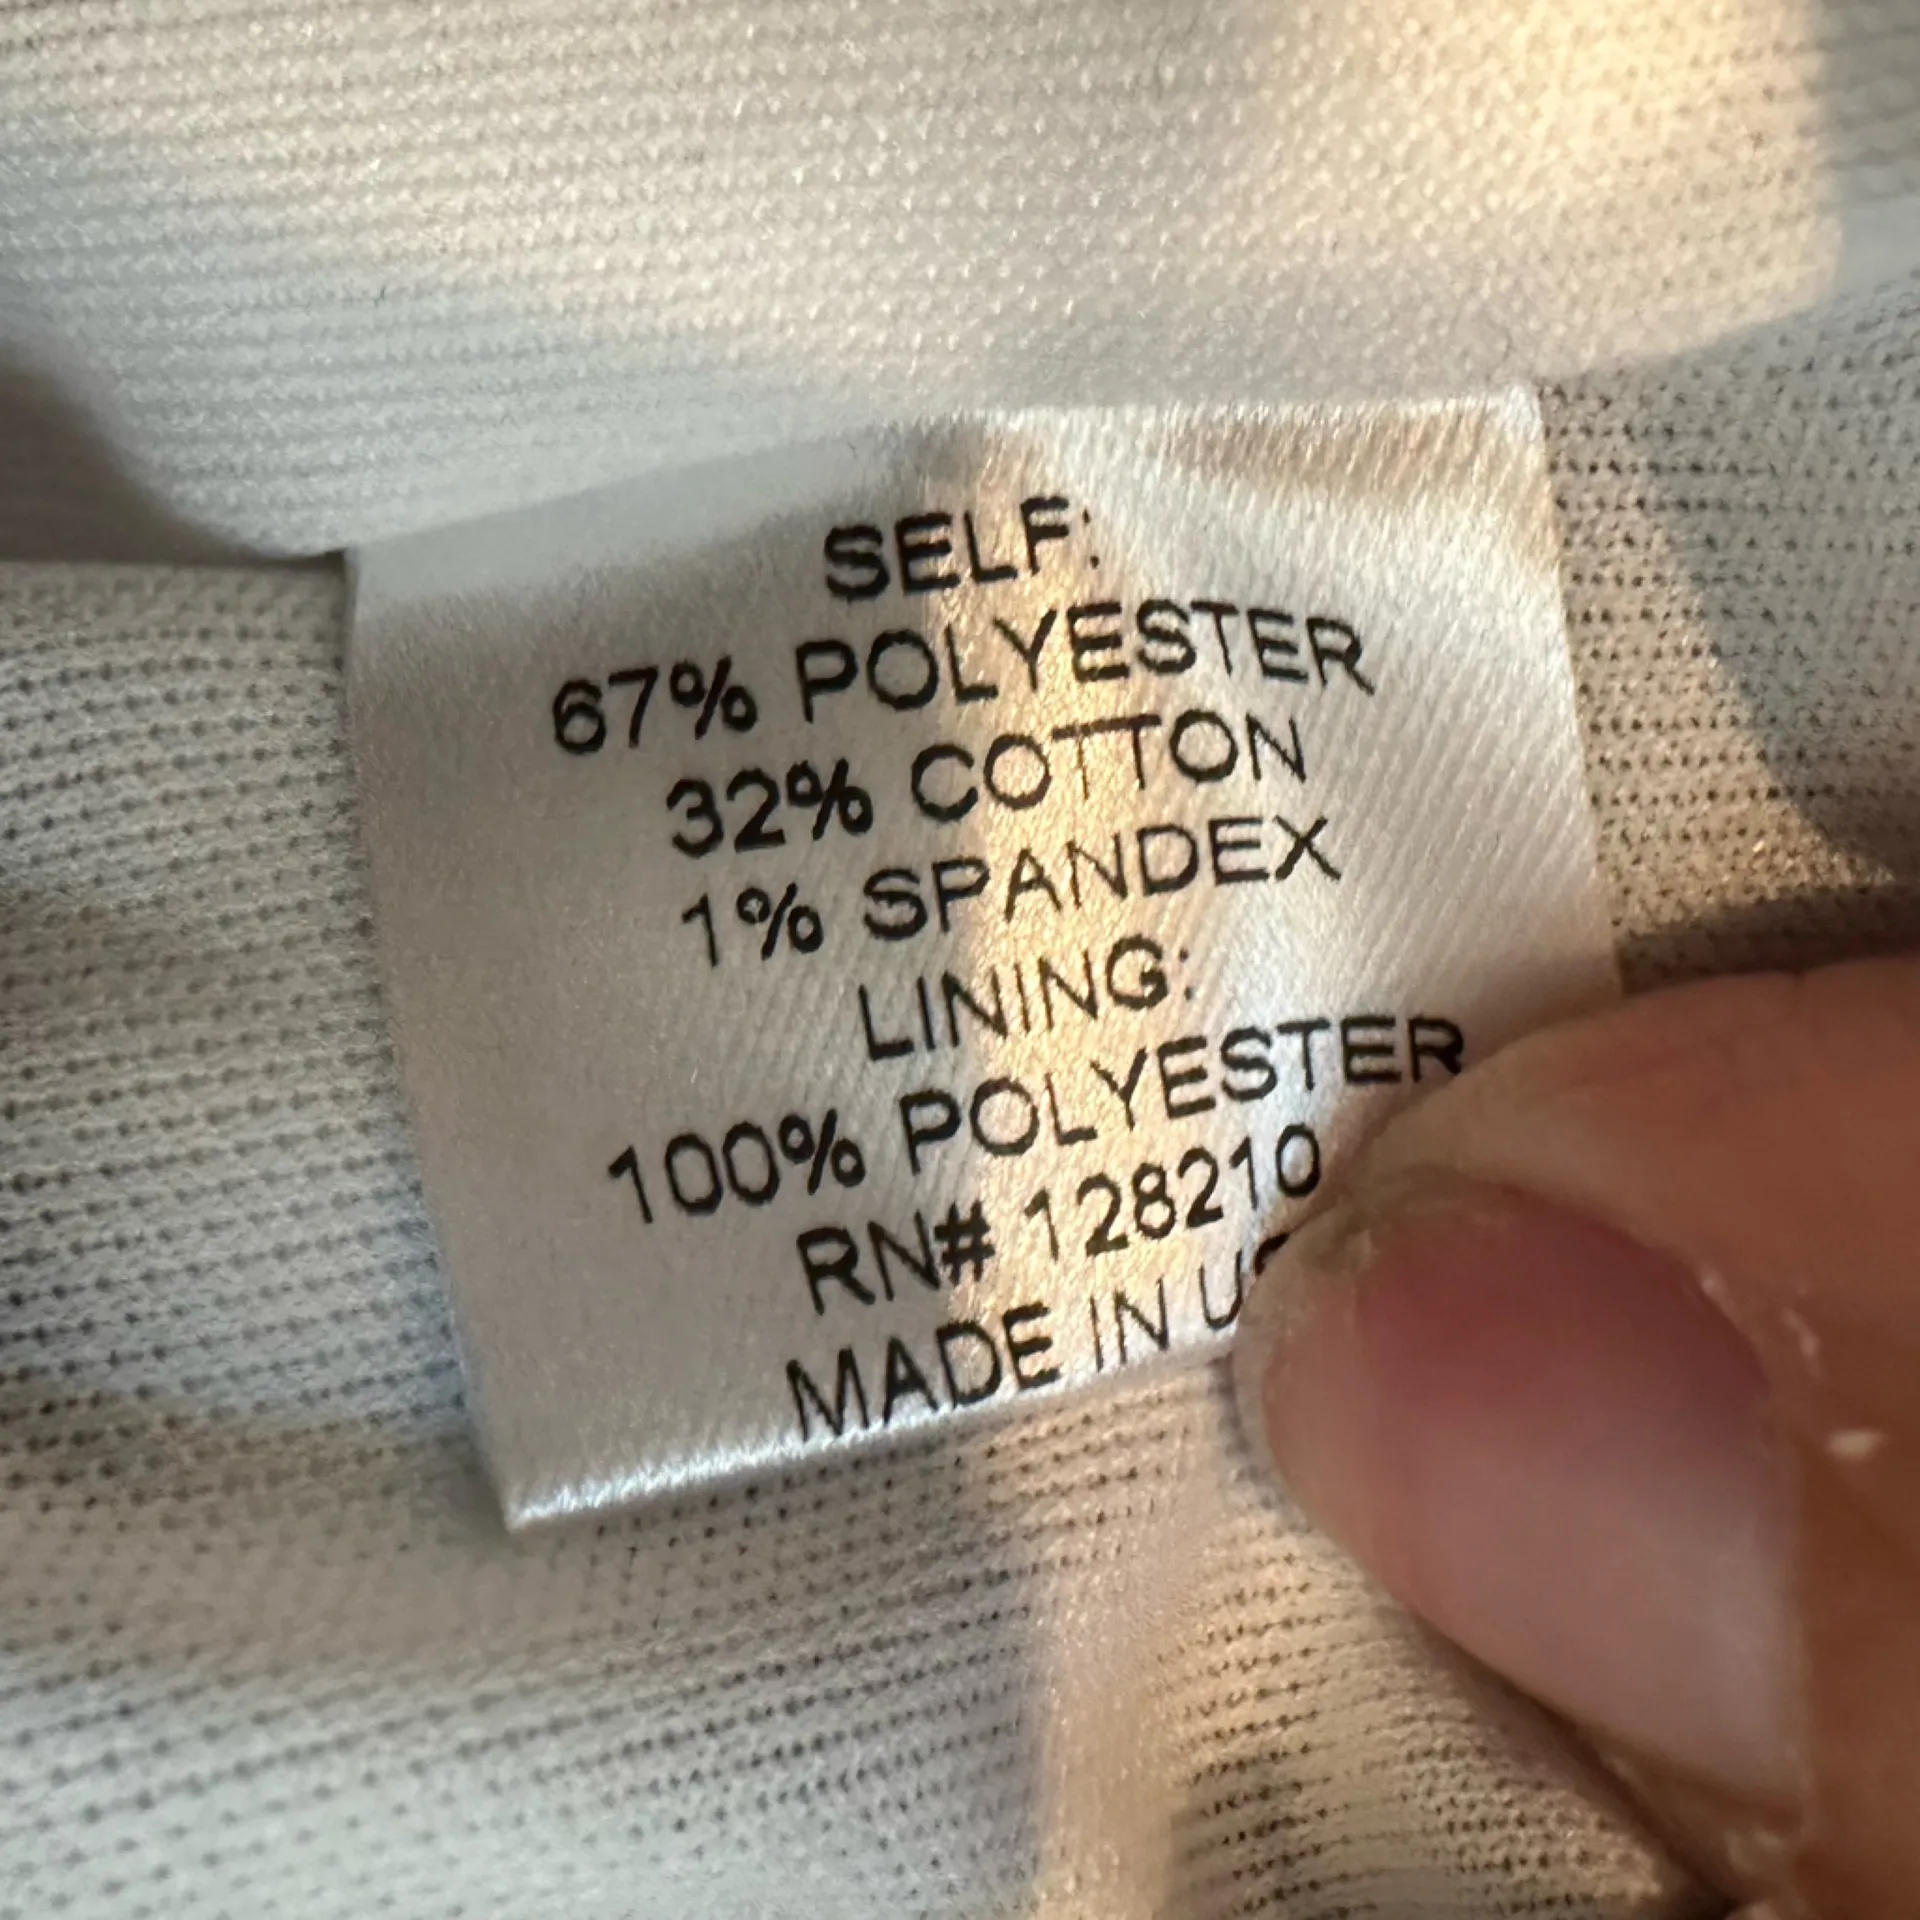 SELF:
67% POLYESTER
32% COTTON
1% SPANDEX
LINING:
100% POLYESTER
RN# 128210
MADE IN